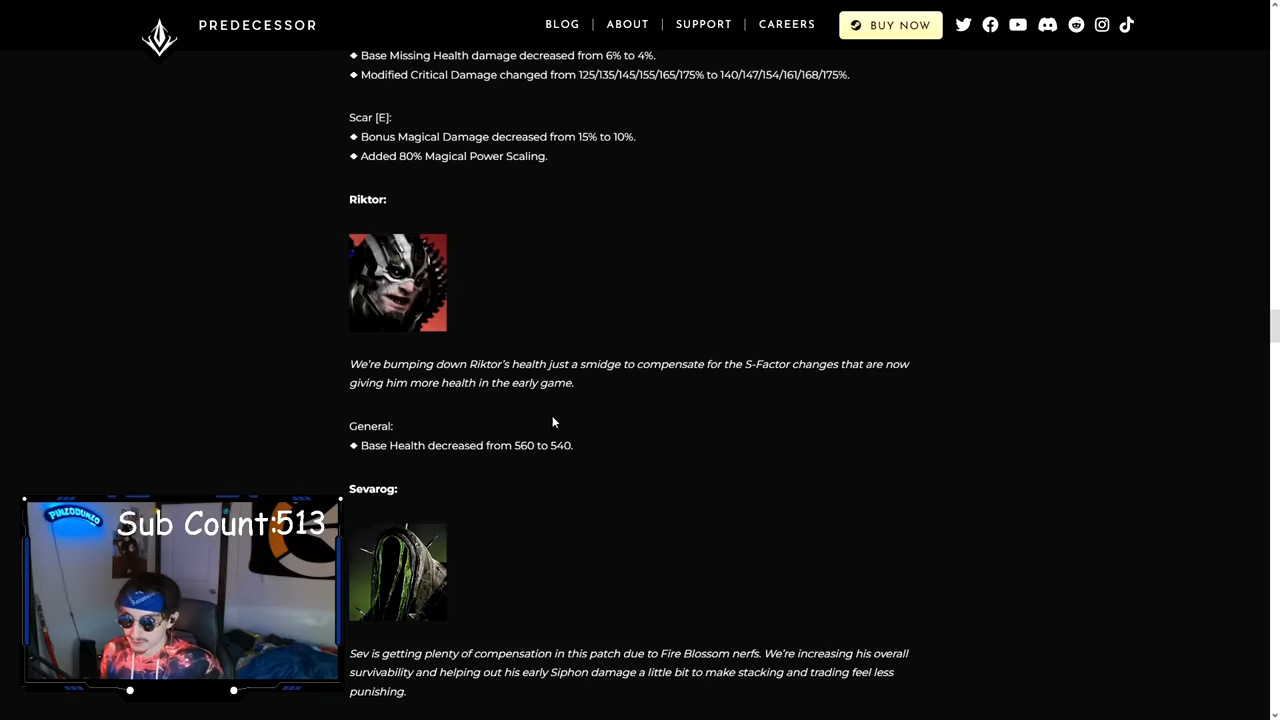 PREDECESSOR
BLOG | ABOUT | SUPPORT | CAREERS
BUY NOW
◆ Base Missing Health damage decreased from 6% to 4%.
◆ Modified Critical Damage changed from 125/135/145/155/165/175% to 140/147/154/161/168/175%.
Scar [E]:
◆ Bonus Magical Damage decreased from 15% to 10%.
◆ Added 80% Magical Power Scaling.
Riktor:
We're bumping down Riktor's health just a smidge to compensate for the S-Factor changes that are now
giving him more health in the early game.
General:
◆ Base Health decreased from 560 to 540.
Sevarog:
PINZODUNZO
Sub Count:513
Sev is getting plenty of compensation in this patch due to Fire Blossom nerfs. We're increasing his overall
survivability and helping out his early Siphon damage a little bit to make stacking and trading feel less
punishing.